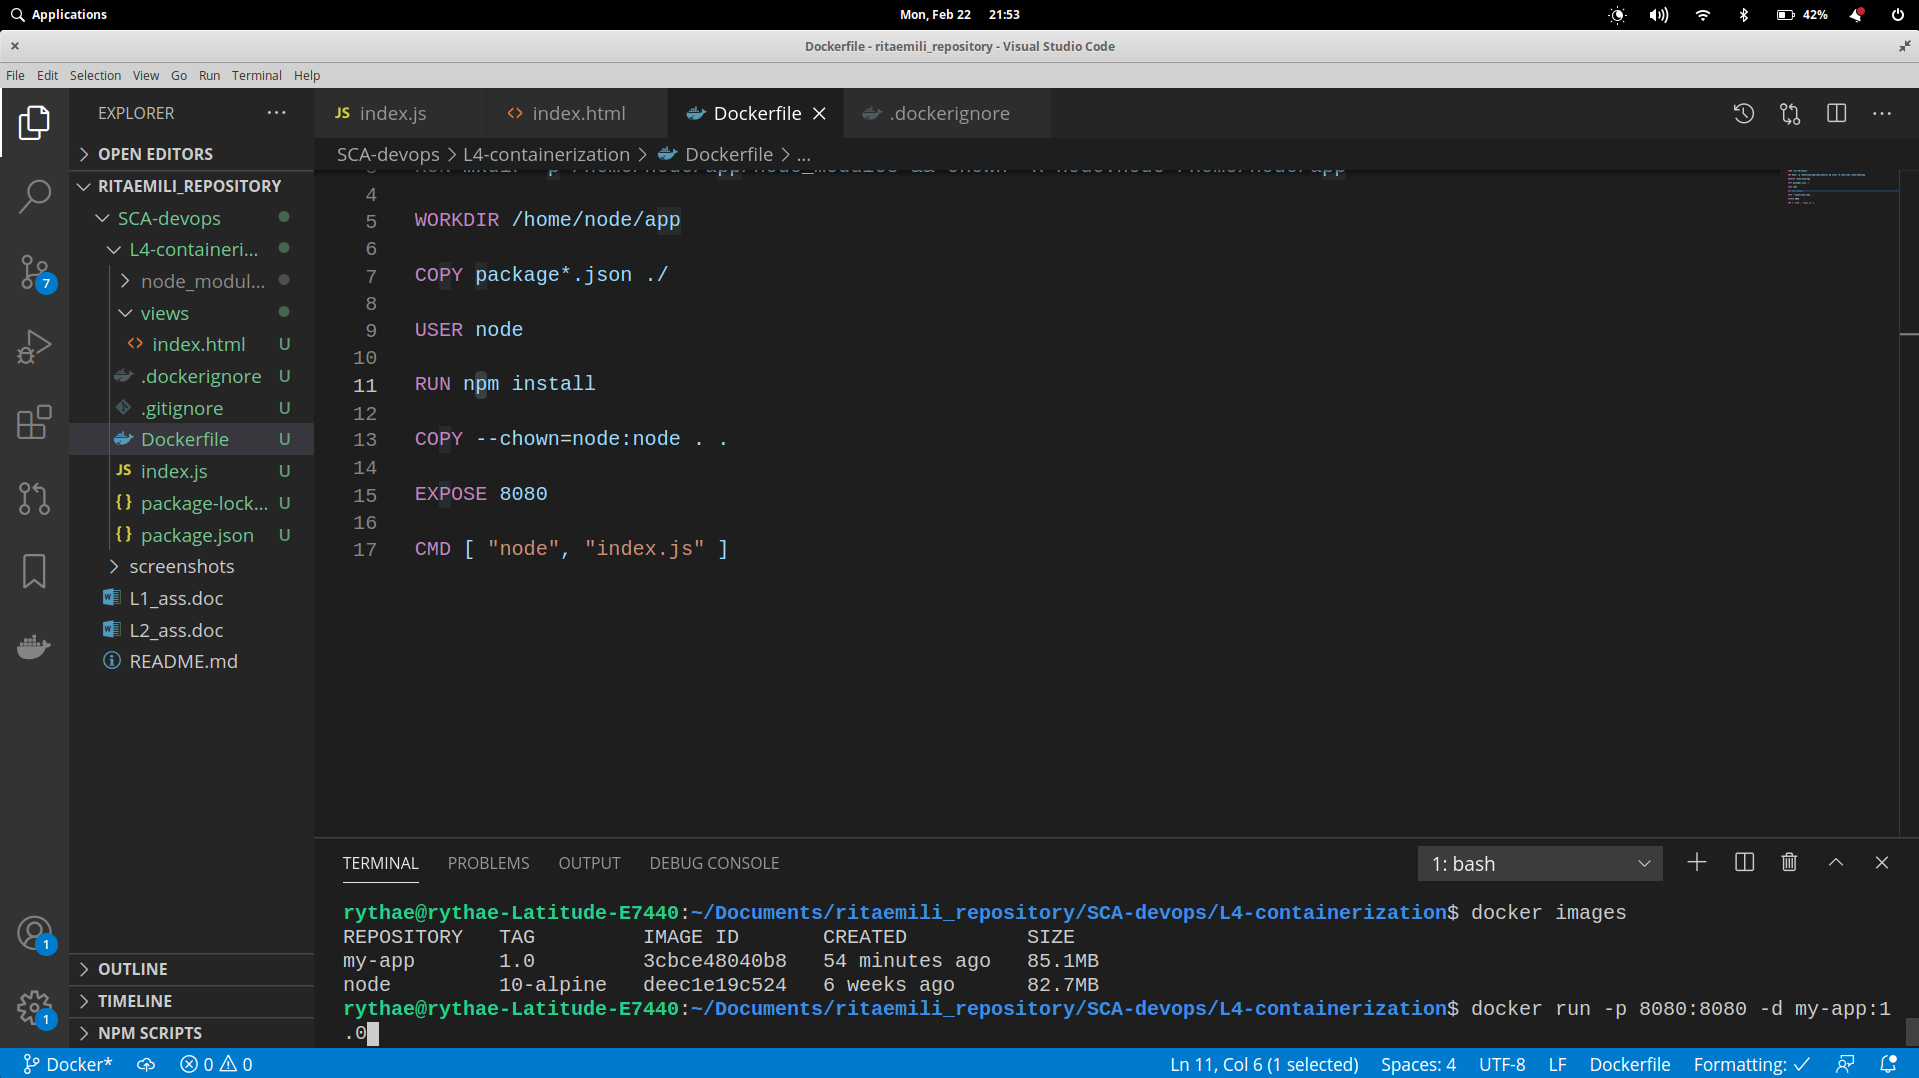 Applications
Mon, Feb 22 21:53
42%
Dockerfile - ritaemili_repository - Visual Studio Code
File Edit Selection View Go Run Terminal Help
EXPLORER
index.js
index.html
Dockerfile
.dockerignore
OPEN EDITORS
SCA-devops > L4-containerization > Dockerfile > ...
RITAEMILI_REPOSITORY
SCA-devops
L4-containeri...
node_modul...
views
index.html U
.dockerignore U
.gitignore U
Dockerfile U
JS index.js U
{} package-lock... U
{} package.json U
screenshots
L1_ass.doc
L2_ass.doc
README.md
OUTLINE
TIMELINE
NPM SCRIPTS
7
1
1
4
5 WORKDIR /home/node/app
6
7 COPY package*.json ./
8
9 USER node
10
11 RUN npm install
12
13 COPY --chown=node:node . .
14
15 EXPOSE 8080
16
17 CMD [ "node", "index.js" ]
TERMINAL PROBLEMS OUTPUT DEBUG CONSOLE
1: bash
rythae@rythae-Latitude-E7440:~/Documents/ritaemili_repository/SCA-devops/L4-containerization$ docker images
REPOSITORY TAG IMAGE ID CREATED SIZE
my-app 1.0 3cbce48040b8 54 minutes ago 85.1MB
node 10-alpine deec1e19c524 6 weeks ago 82.7MB
rythae@rythae-Latitude-E7440:~/Documents/ritaemili_repository/SCA-devops/L4-containerization$ docker run -p 8080:8080 -d my-app:1
.0
Docker* 0 0
Ln 11, Col 6 (1 selected) Spaces: 4 UTF-8 LF Dockerfile Formatting: ✓